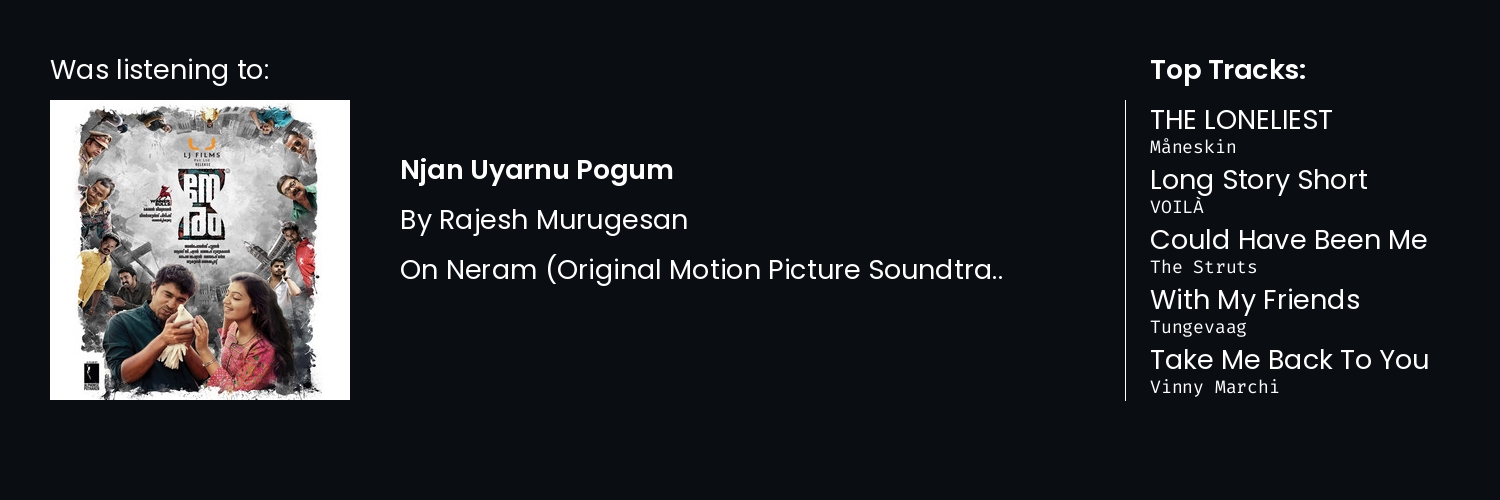 Was listening to:
LJ FILMS
RELEASE
നേ
രം
Njan Uyarnu Pogum
By Rajesh Murugesan
On Neram (Original Motion Picture Soundtra..
Top Tracks:
THE LONELIEST
Måneskin
Long Story Short
VOILÀ
Could Have Been Me
The Struts
With My Friends
Tungevaag
Take Me Back To You
Vinny Marchi